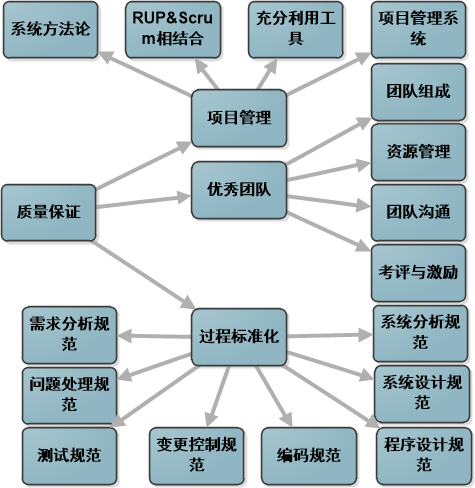 系统方法论
RUP&Scru
m相结合
充分利用工
具
项目管理系
统
项目管理
团队组成
资源管理
优秀团队
质量保证
团队沟通
考评与激励
需求分析规
范
过程标准化
系统分析规
范
问题处理规
范
系统设计规
范
测试规范
变更控制规
范
编码规范
程序设计规
范